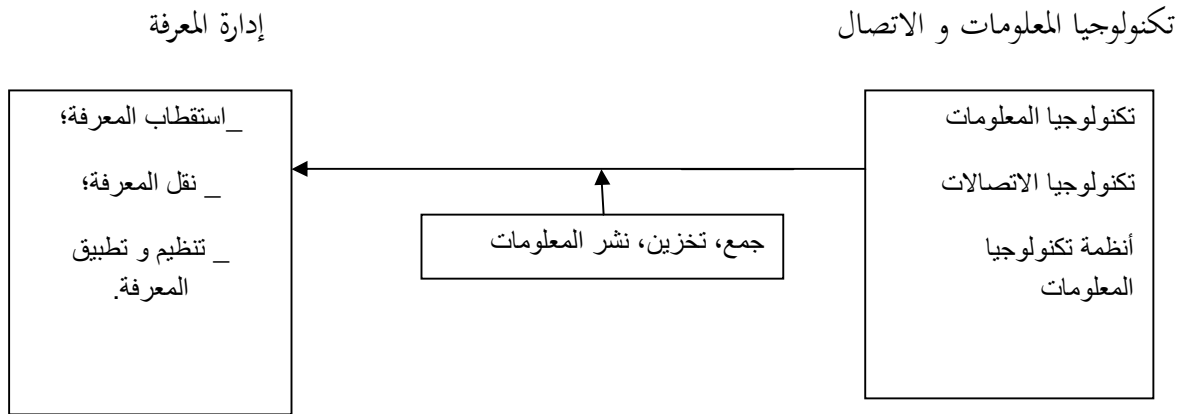 تكنولوجيا المعلومات و الاتصال
إدارة المعرفة
تكنولوجيا المعلومات
تكنولوجيا الاتصالات
أنظمة تكنولوجيا
المعلومات
جمع، تخزين، نشر المعلومات
_استقطاب المعرفة؛
_ نقل المعرفة؛
_ تنظيم و تطبيق
المعرفة.